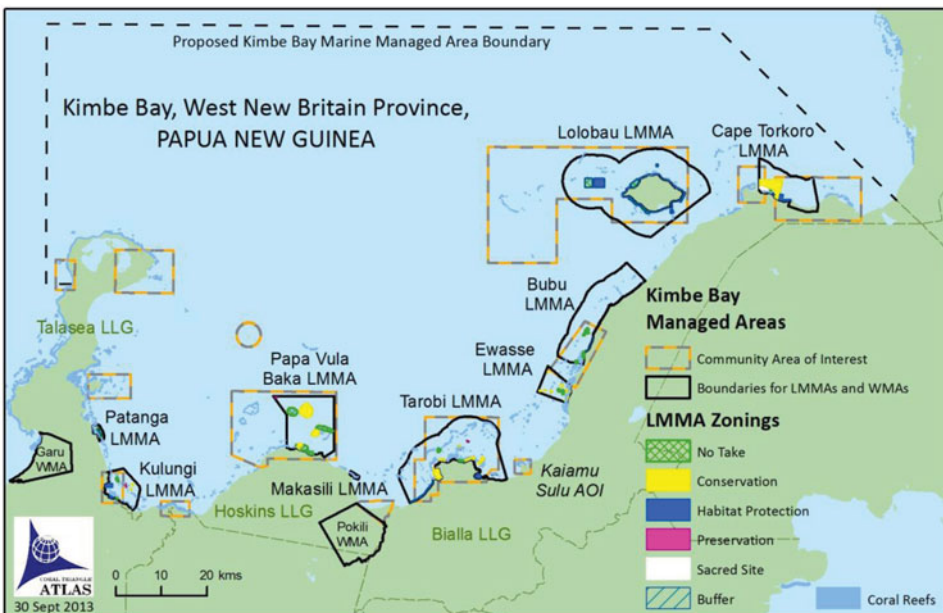 Proposed Kimbe Bay Marine Managed Area Boundary
Kimbe Bay, West New Britain Province,
PAPUA NEW GUINEA
Lolobau LMMA
Cape Torkoro
LMMA
Bubu
LMMA
Talasea LLG
Ewasse
LMMA
Papa Vula
Baka LMMA
Tarobi LMMA
Patanga
LMMA
Garu
WMA
Kulungi
LMMA
Makasili LMMA
Kaiamu
Sulu AOI
Hoskins LLG
Pokili
WMA
Bialla LLG
Kimbe Bay
Managed Areas
Community Area of Interest
Boundaries for LMMAs and WMAs
LMMA Zonings
No Take
Conservation
Habitat Protection
Preservation
Sacred Site
Buffer
Coral Reefs
CORAL TRIANGLE
ATLAS
30 Sept 2013
0 10 20 kms